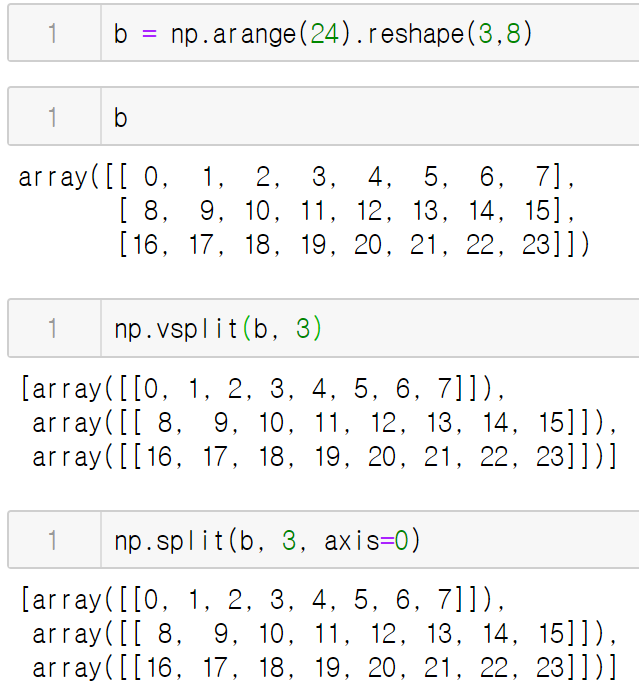 1 b = np.arange(24).reshape(3,8)
1 b
array([[ 0, 1, 2, 3, 4, 5, 6, 7],
[ 8, 9, 10, 11, 12, 13, 14, 15],
[16, 17, 18, 19, 20, 21, 22, 23]])
1 np.vsplit(b, 3)
[array([[0, 1, 2, 3, 4, 5, 6, 7]]),
array([[ 8, 9, 10, 11, 12, 13, 14, 15]]),
array([[16, 17, 18, 19, 20, 21, 22, 23]])]
1 np.split(b, 3, axis=0)
[array([[0, 1, 2, 3, 4, 5, 6, 7]]),
array([[ 8, 9, 10, 11, 12, 13, 14, 15]]),
array([[16, 17, 18, 19, 20, 21, 22, 23]])]